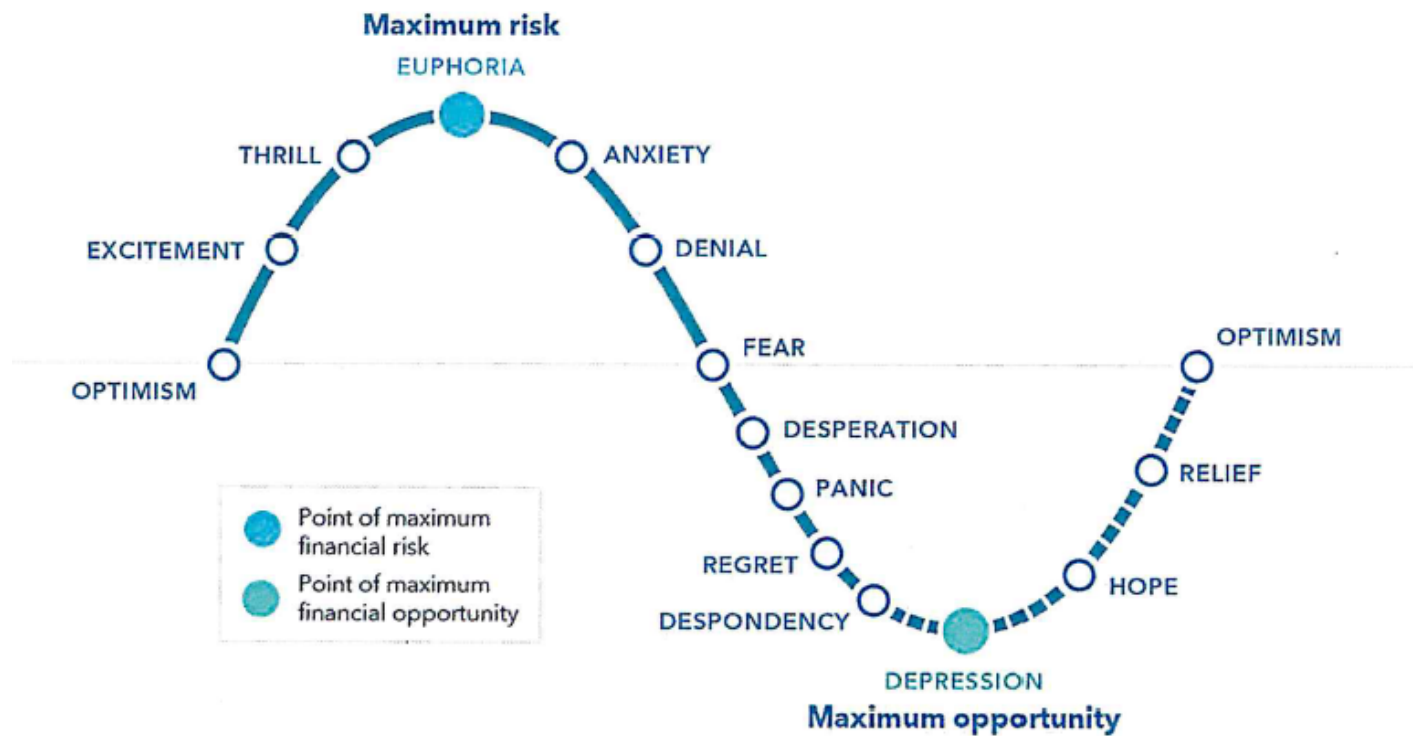 Maximum risk
EUPHORIA
THRILL
ANXIETY
EXCITEMENT
DENIAL
OPTIMISM
FEAR
OPTIMISM
DESPERATION
PANIC
RELIEF
REGRET
HOPE
DESPONDENCY
DEPRESSION
Maximum opportunity
Point of maximum
financial risk
Point of maximum
financial opportunity